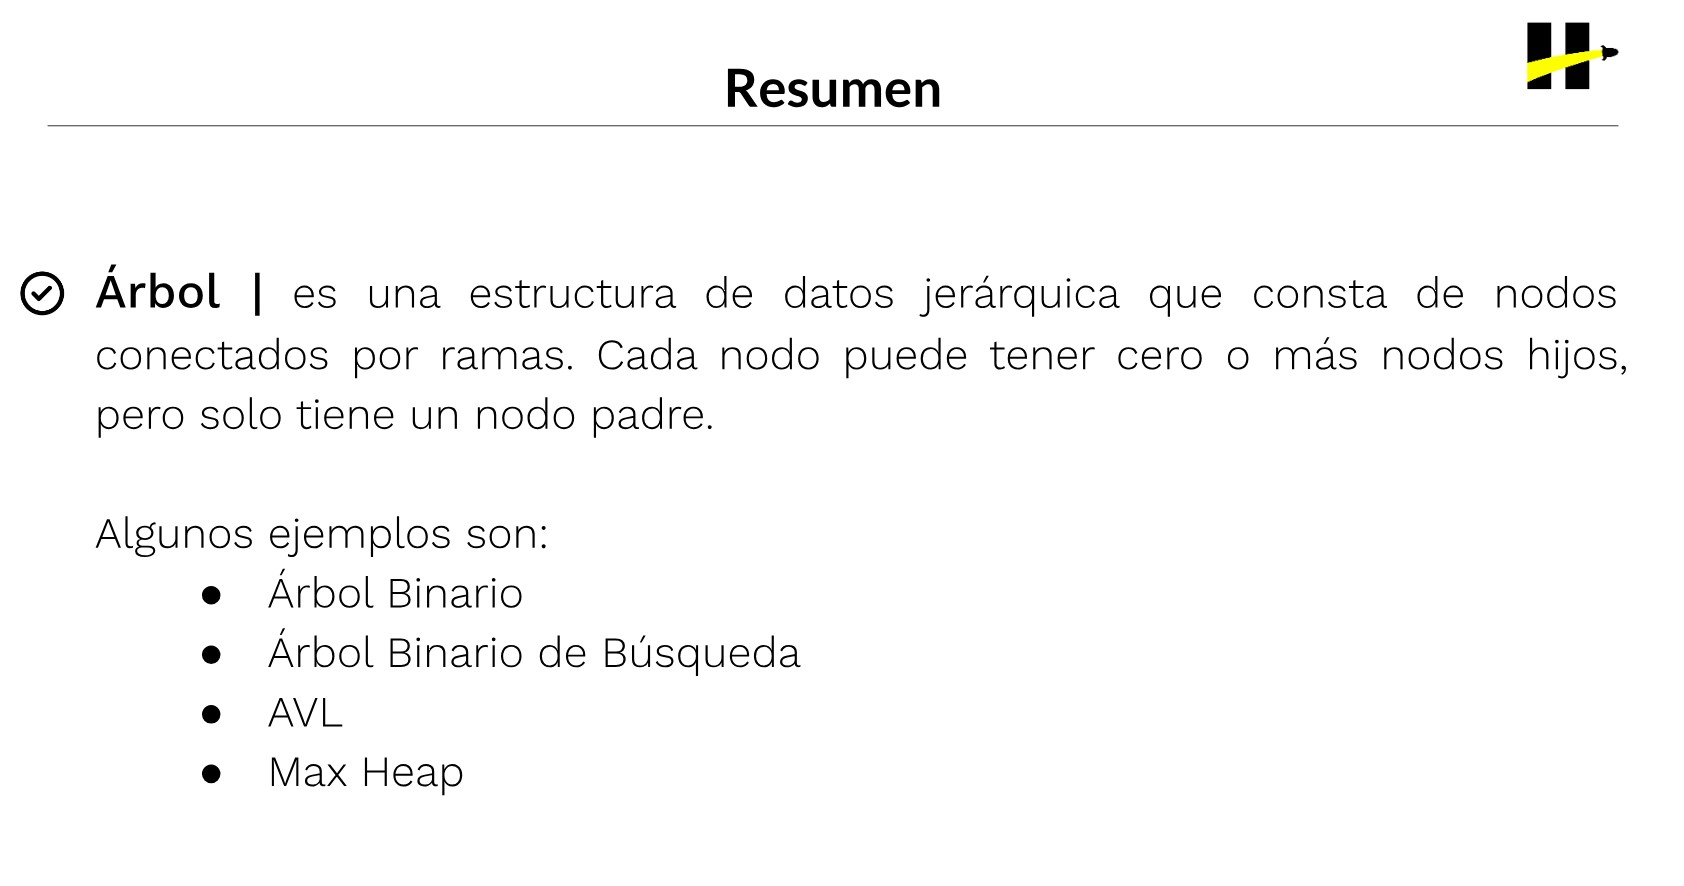 Resumen
Árbol | es una estructura de datos jerárquica que consta de nodos
conectados por ramas. Cada nodo puede tener cero o más nodos hijos,
pero solo tiene un nodo padre.
Algunos ejemplos son:
● Árbol Binario
● Árbol Binario de Búsqueda
● AVL
● Max Heap